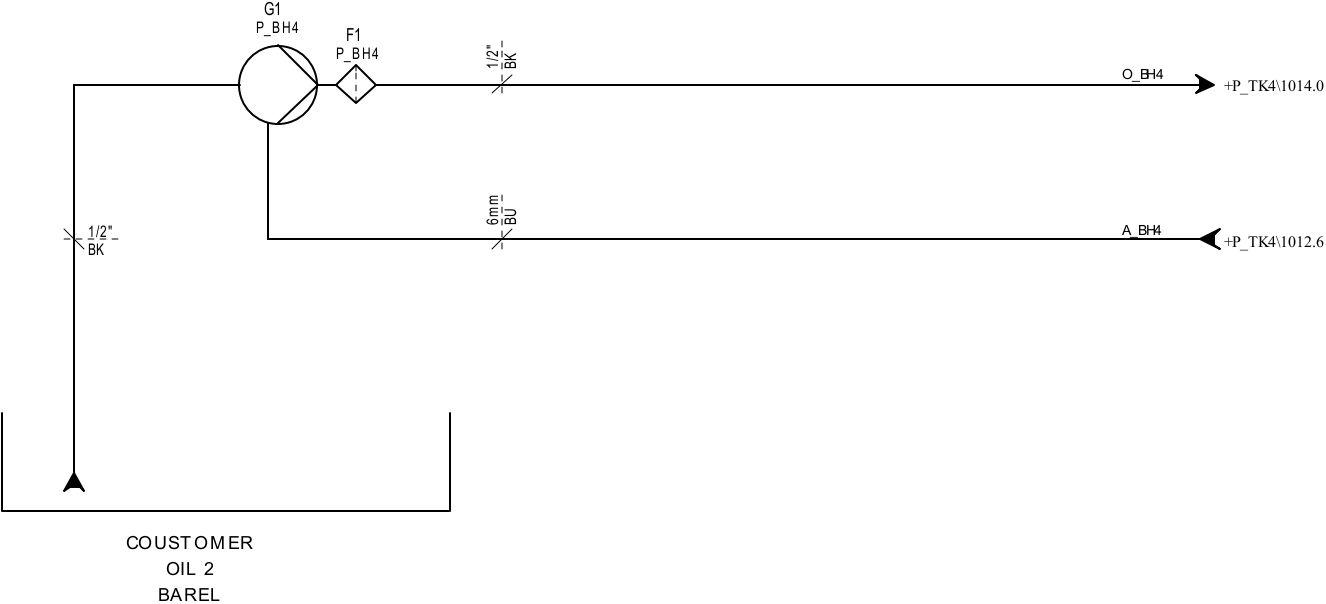 G1
P_BH4
F1
P_BH4
1/2"
BK
O_BH4
+P_TK4\1014.0
6mm
BU
A_BH4
+P_TK4\1012.6
1/2"
BK
COUSTOMER
OIL 2
BAREL